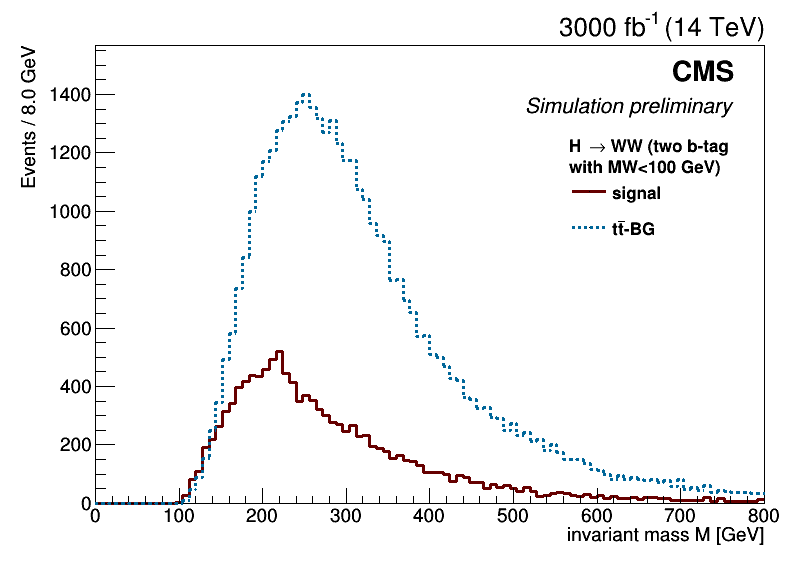 3000 fb⁻¹ (14 TeV)
Events / 8.0 GeV
CMS
Simulation preliminary
H → WW (two b-tag
with MW<100 GeV)
signal
tt̄-BG
1400
1200
1000
800
600
400
200
0
0 100 200 300 400 500 600 700 800
invariant mass M [GeV]